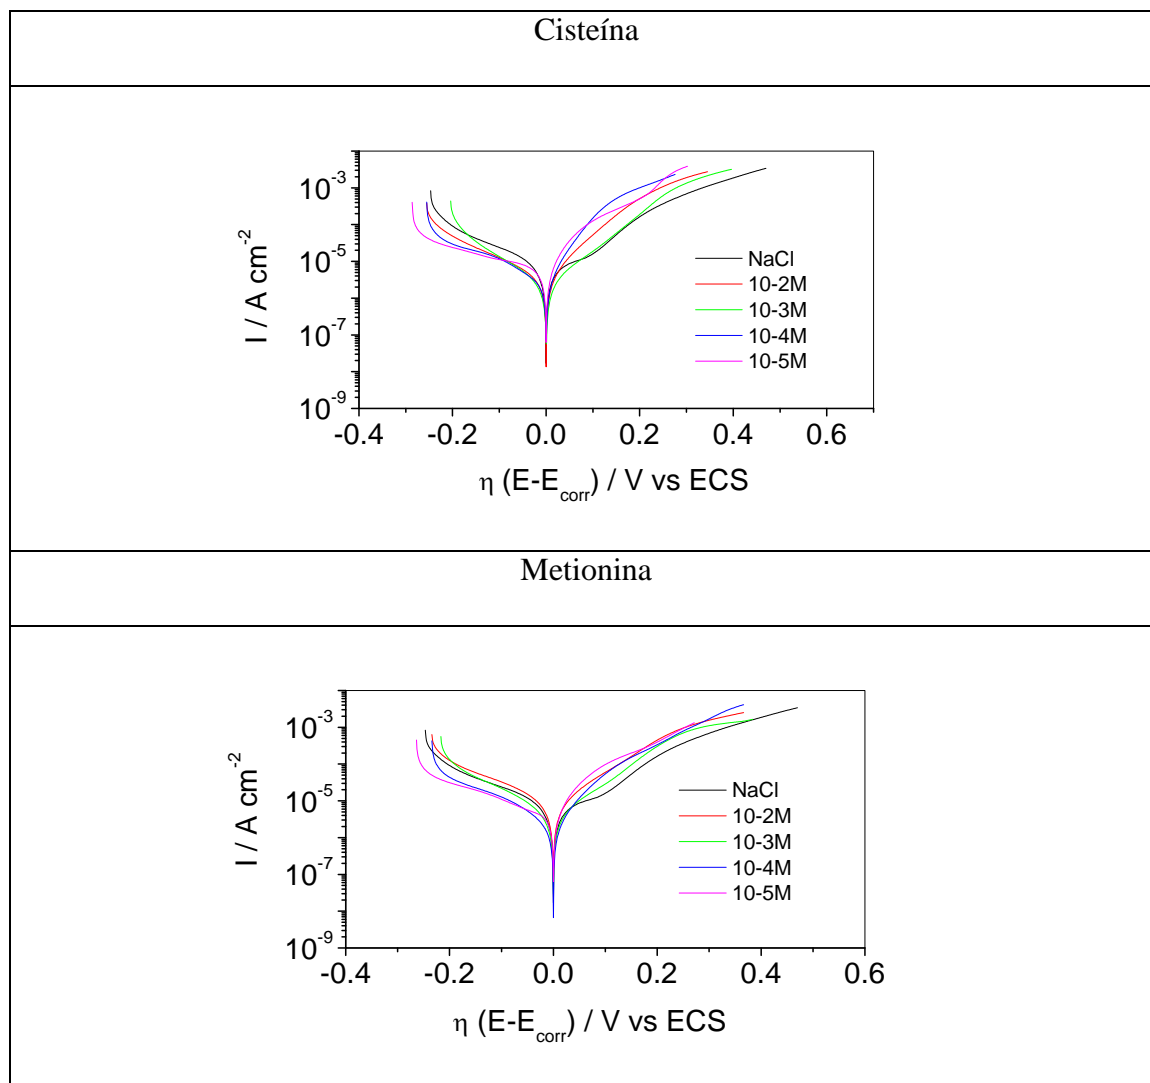 Cisteína
10-3
10-5
10-7
10-9
I / A cm-2
-0.4 -0.2 0.0 0.2 0.4 0.6
η (E-Ecorr) / V vs ECS
NaCl
10-2M
10-3M
10-4M
10-5M
Metionina
10-3
10-5
10-7
10-9
I / A cm-2
-0.4 -0.2 0.0 0.2 0.4 0.6
η (E-Ecorr) / V vs ECS
NaCl
10-2M
10-3M
10-4M
10-5M